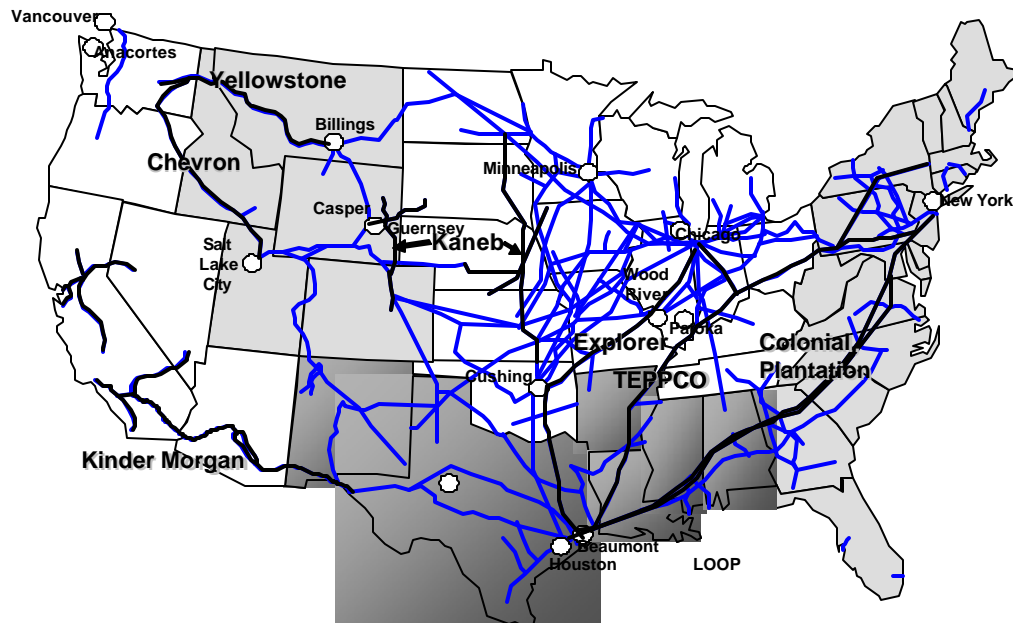 Vancouver
Anacortes
Yellowstone
Billings
Minneapolis
Chevron
New York
Casper
Guernsey
Kaneb
Chicago
Salt
Lake
City
Wood
River
Patoka
Explorer
Colonial
Plantation
Cushing
TEPPCO
Kinder Morgan
Beaumont
Houston
LOOP